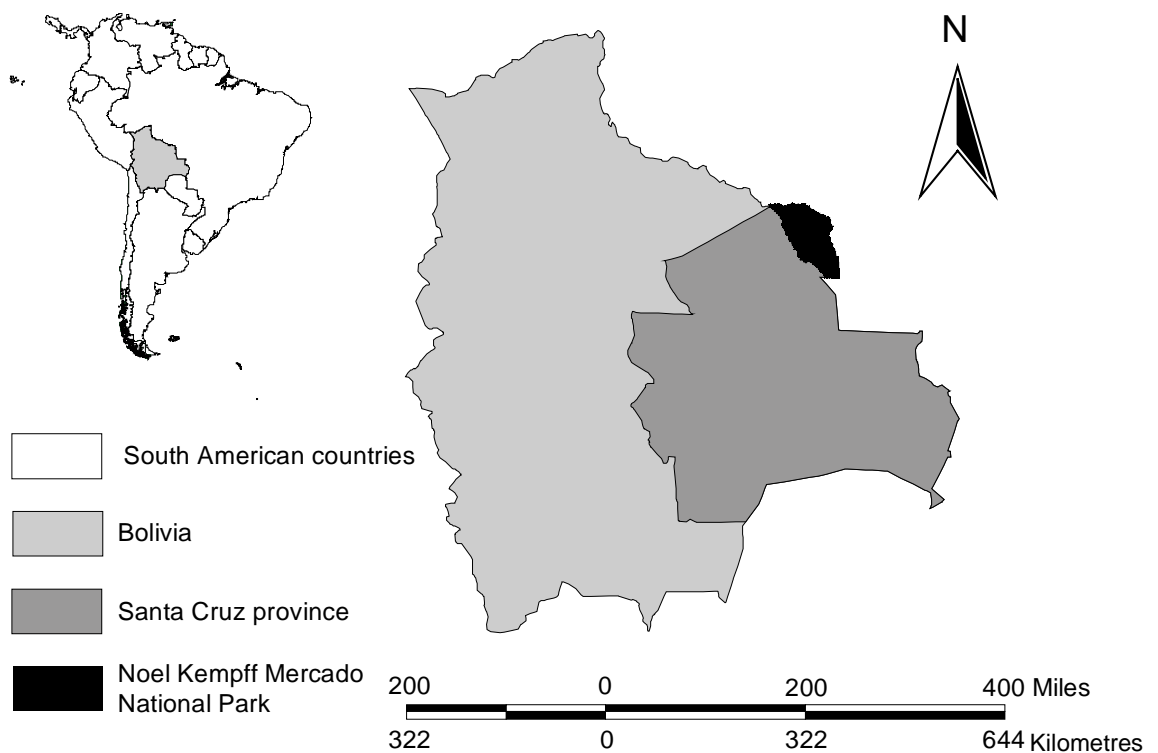 N
South American countries
Bolivia
Santa Cruz province
Noel Kempff Mercado
National Park
200 0 200 400 Miles
322 0 322 644 Kilometres